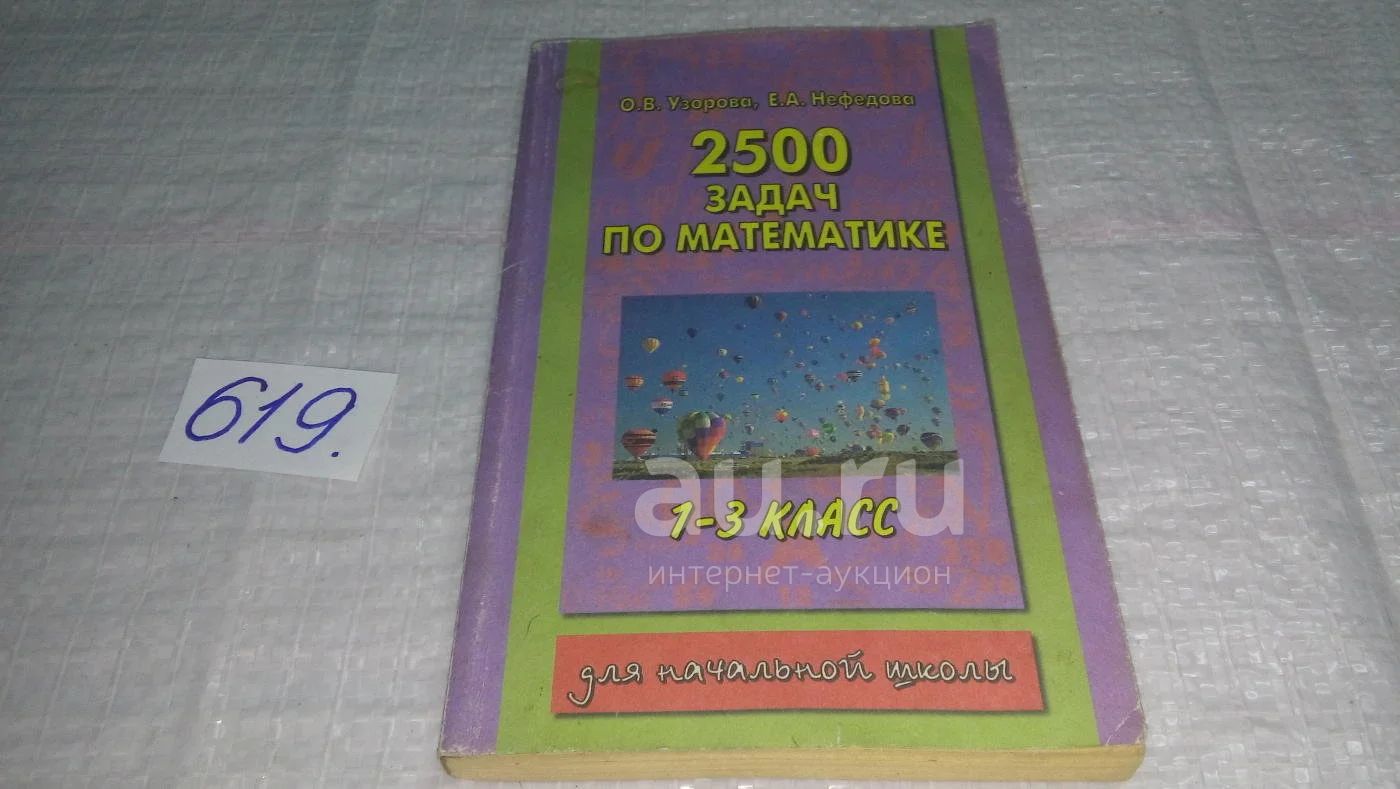 О.В. Узорова, Е.А. Нефедова
2500
ЗАДАЧ
ПО МАТЕМАТИКЕ
619.
au.ru
1-3 КЛАСС
интернет-аукцион
для начальной школы